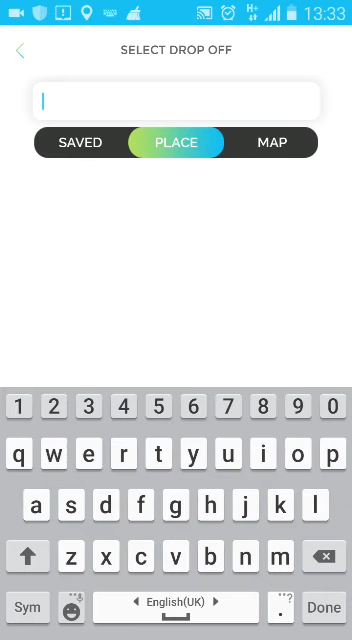 13:33
SELECT DROP OFF
SAVED PLACE MAP
1 2 3 4 5 6 7 8 9 0
q w e r t y u i o p
a s d f g h j k l
z x c v b n m
Sym English(UK) . ? Done